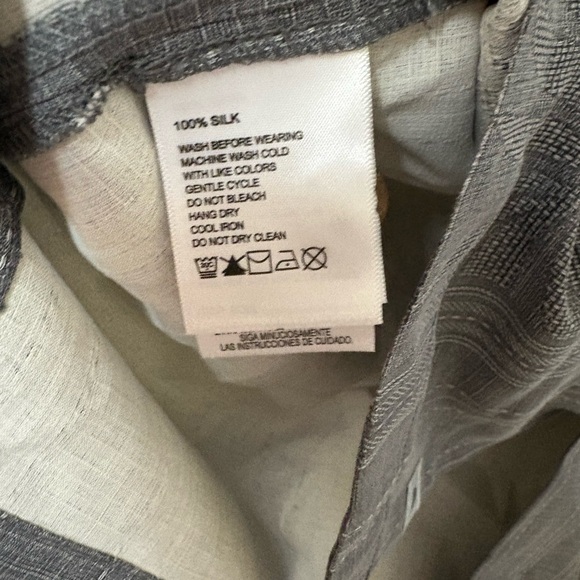 100% SILK
WASH BEFORE WEARING
MACHINE WASH COLD
WITH LIKE COLORS
GENTLE CYCLE
DO NOT BLEACH
HANG DRY
COOL IRON
DO NOT DRY CLEAN
30C
SIGA MINUCIOSAMENTE
LAS INSTRUCCIONES DE CUIDADO.